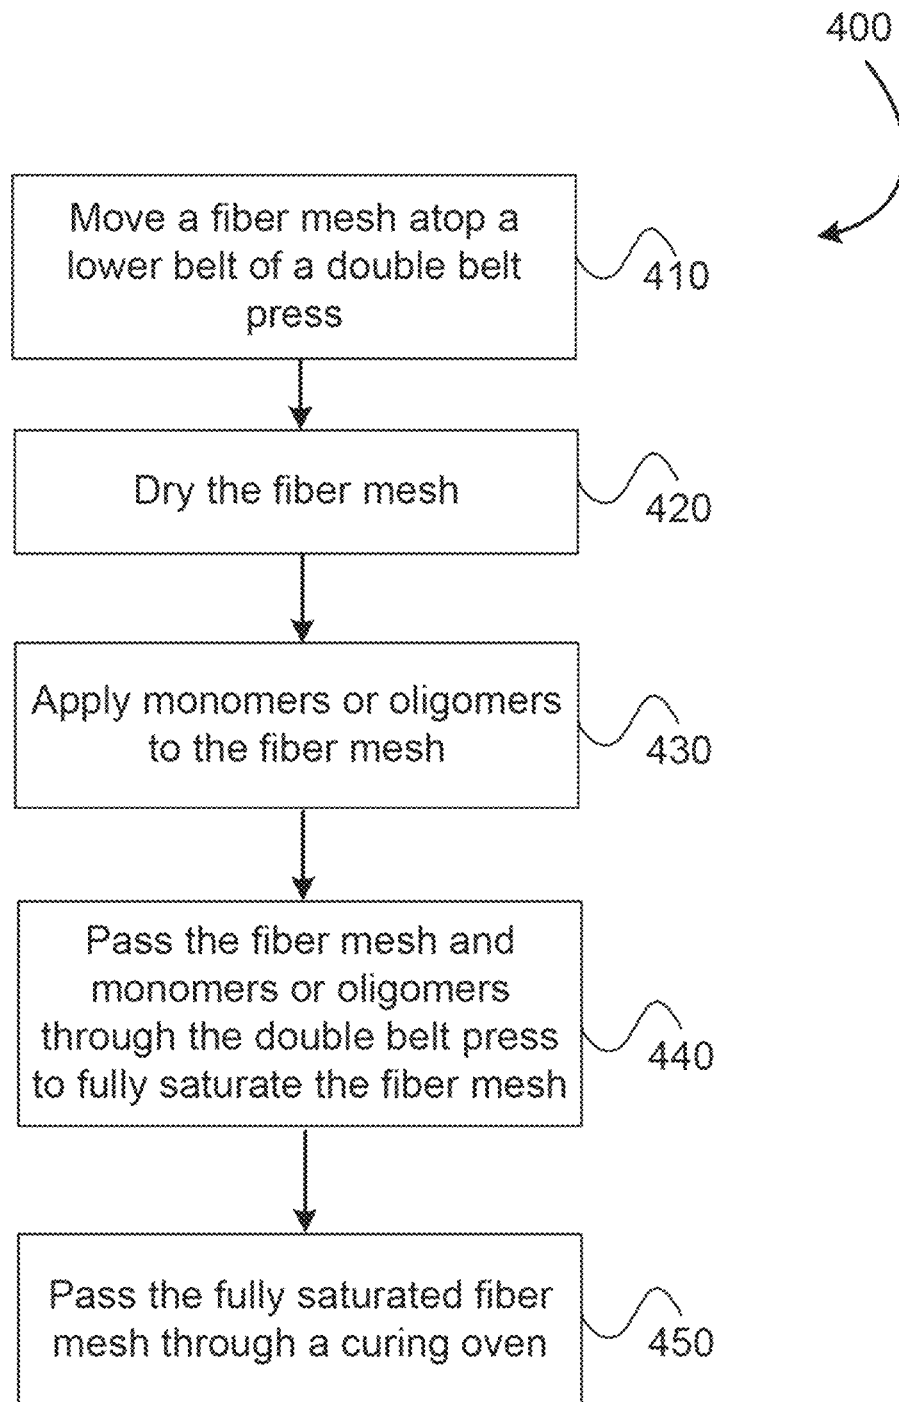 400
Move a fiber mesh atop a
lower belt of a double belt
press
410
Dry the fiber mesh
420
Apply monomers or oligomers
to the fiber mesh
430
Pass the fiber mesh and
monomers or oligomers
through the double belt press
to fully saturate the fiber mesh
440
Pass the fully saturated fiber
mesh through a curing oven
450